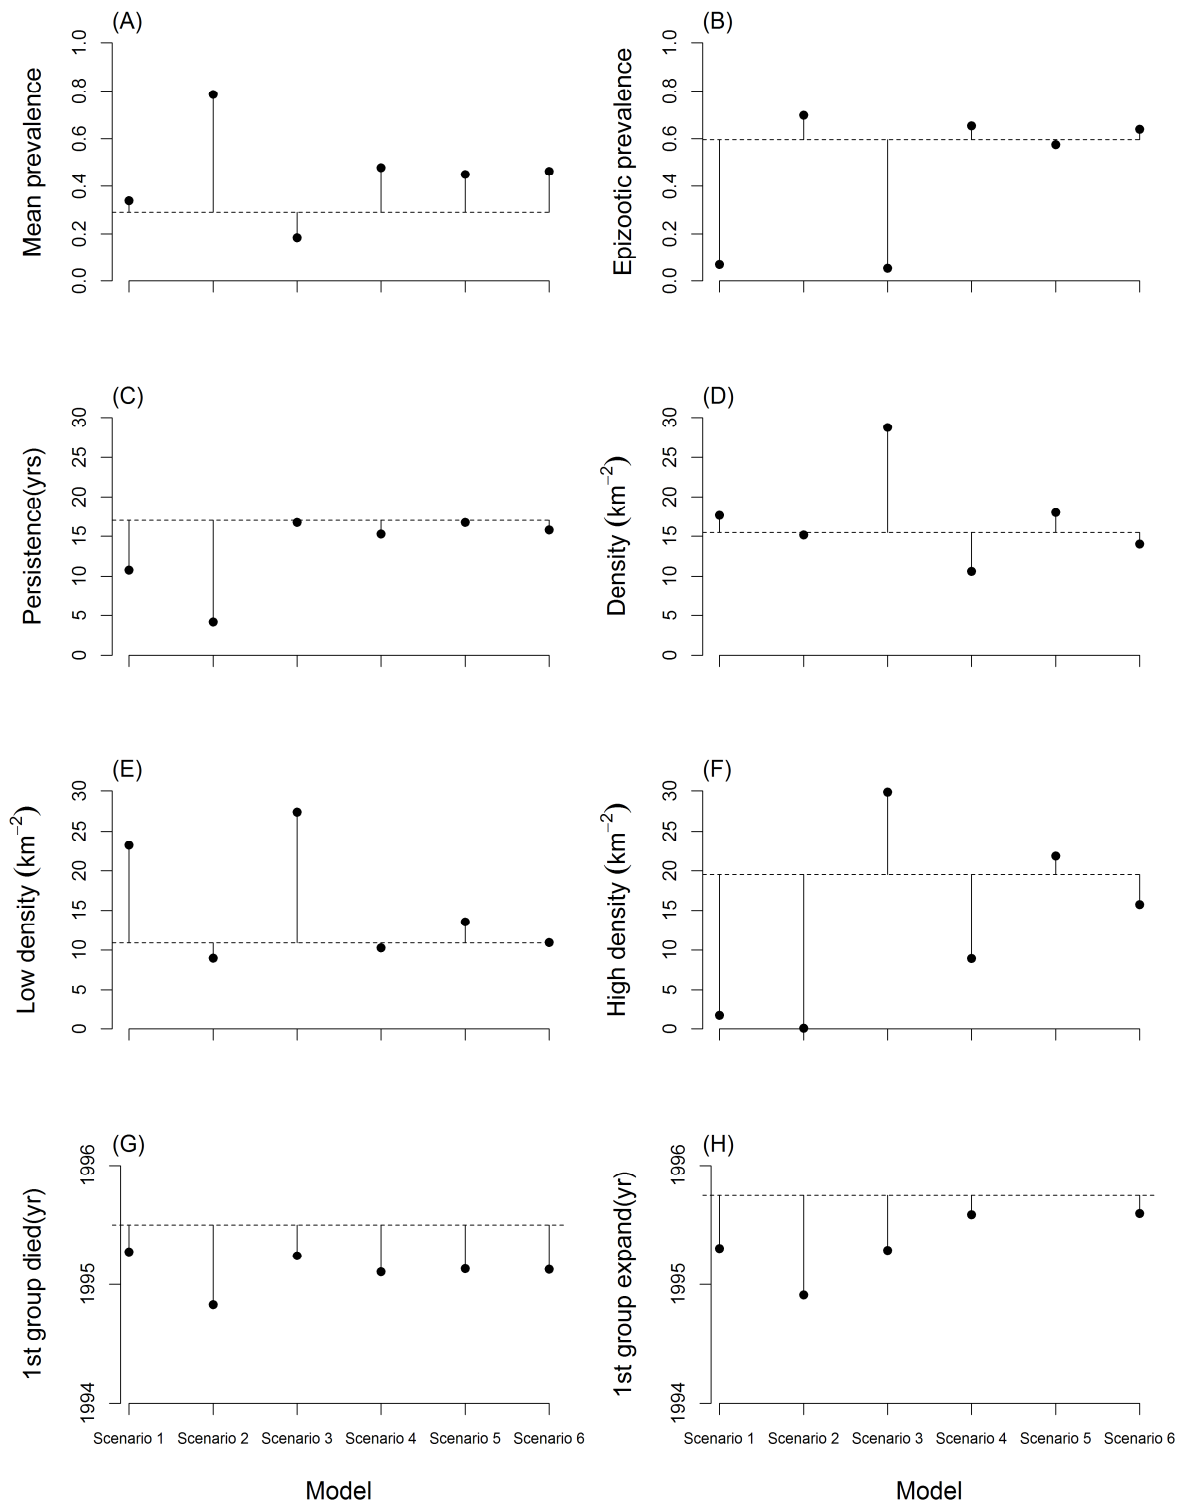 (A)
Mean prevalence
0.0 0.2 0.4 0.6 0.8 1.0
(B)
Epizootic prevalence
0.0 0.2 0.4 0.6 0.8 1.0
(C)
Persistence(yrs)
0 5 10 15 20 25 30
(D)
Density (km−2)
0 5 10 15 20 25 30
(E)
Low density (km−2)
0 5 10 15 20 25 30
(F)
High density (km−2)
0 5 10 15 20 25 30
(G)
1st group died(yr)
1994 1995 1996
Scenario 1 Scenario 2 Scenario 3 Scenario 4 Scenario 5 Scenario 6
Model
(H)
1st group expand(yr)
1994 1995 1996
Scenario 1 Scenario 2 Scenario 3 Scenario 4 Scenario 5 Scenario 6
Model